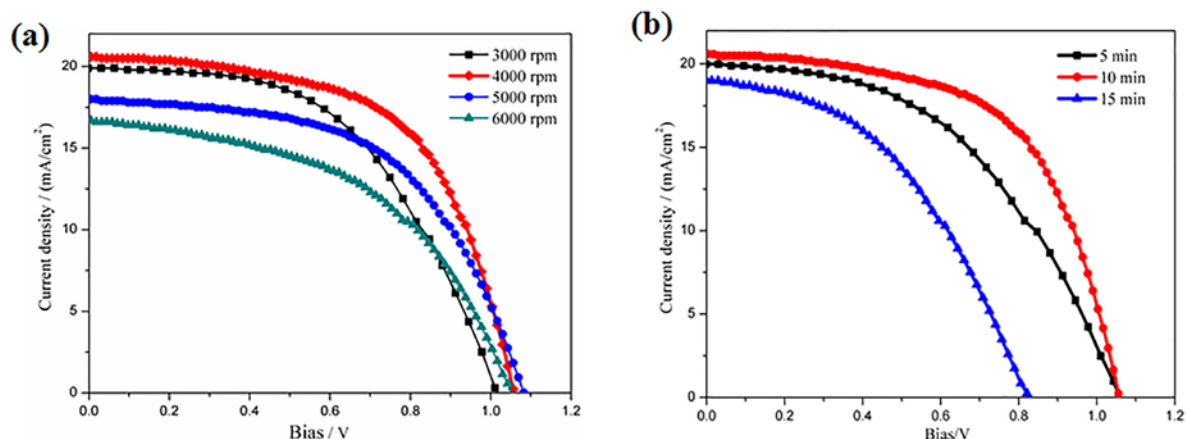 (a)
3000 rpm
4000 rpm
5000 rpm
6000 rpm
Current density / (mA/cm²)
20
15
10
5
0
0.0 0.2 0.4 0.6 0.8 1.0 1.2
Bias / V
(b)
5 min
10 min
15 min
Current density / (mA/cm²)
20
15
10
5
0
0.0 0.2 0.4 0.6 0.8 1.0 1.2
Bias/V